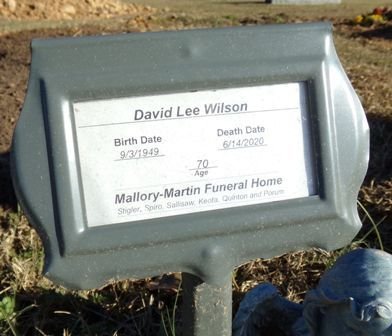 David Lee Wilson
Birth Date Death Date
9/3/1949 6/14/2020
70
Age
Mallory-Martin Funeral Home
Stigler, Spiro, Sallisaw, Keota, Quinton and Porum